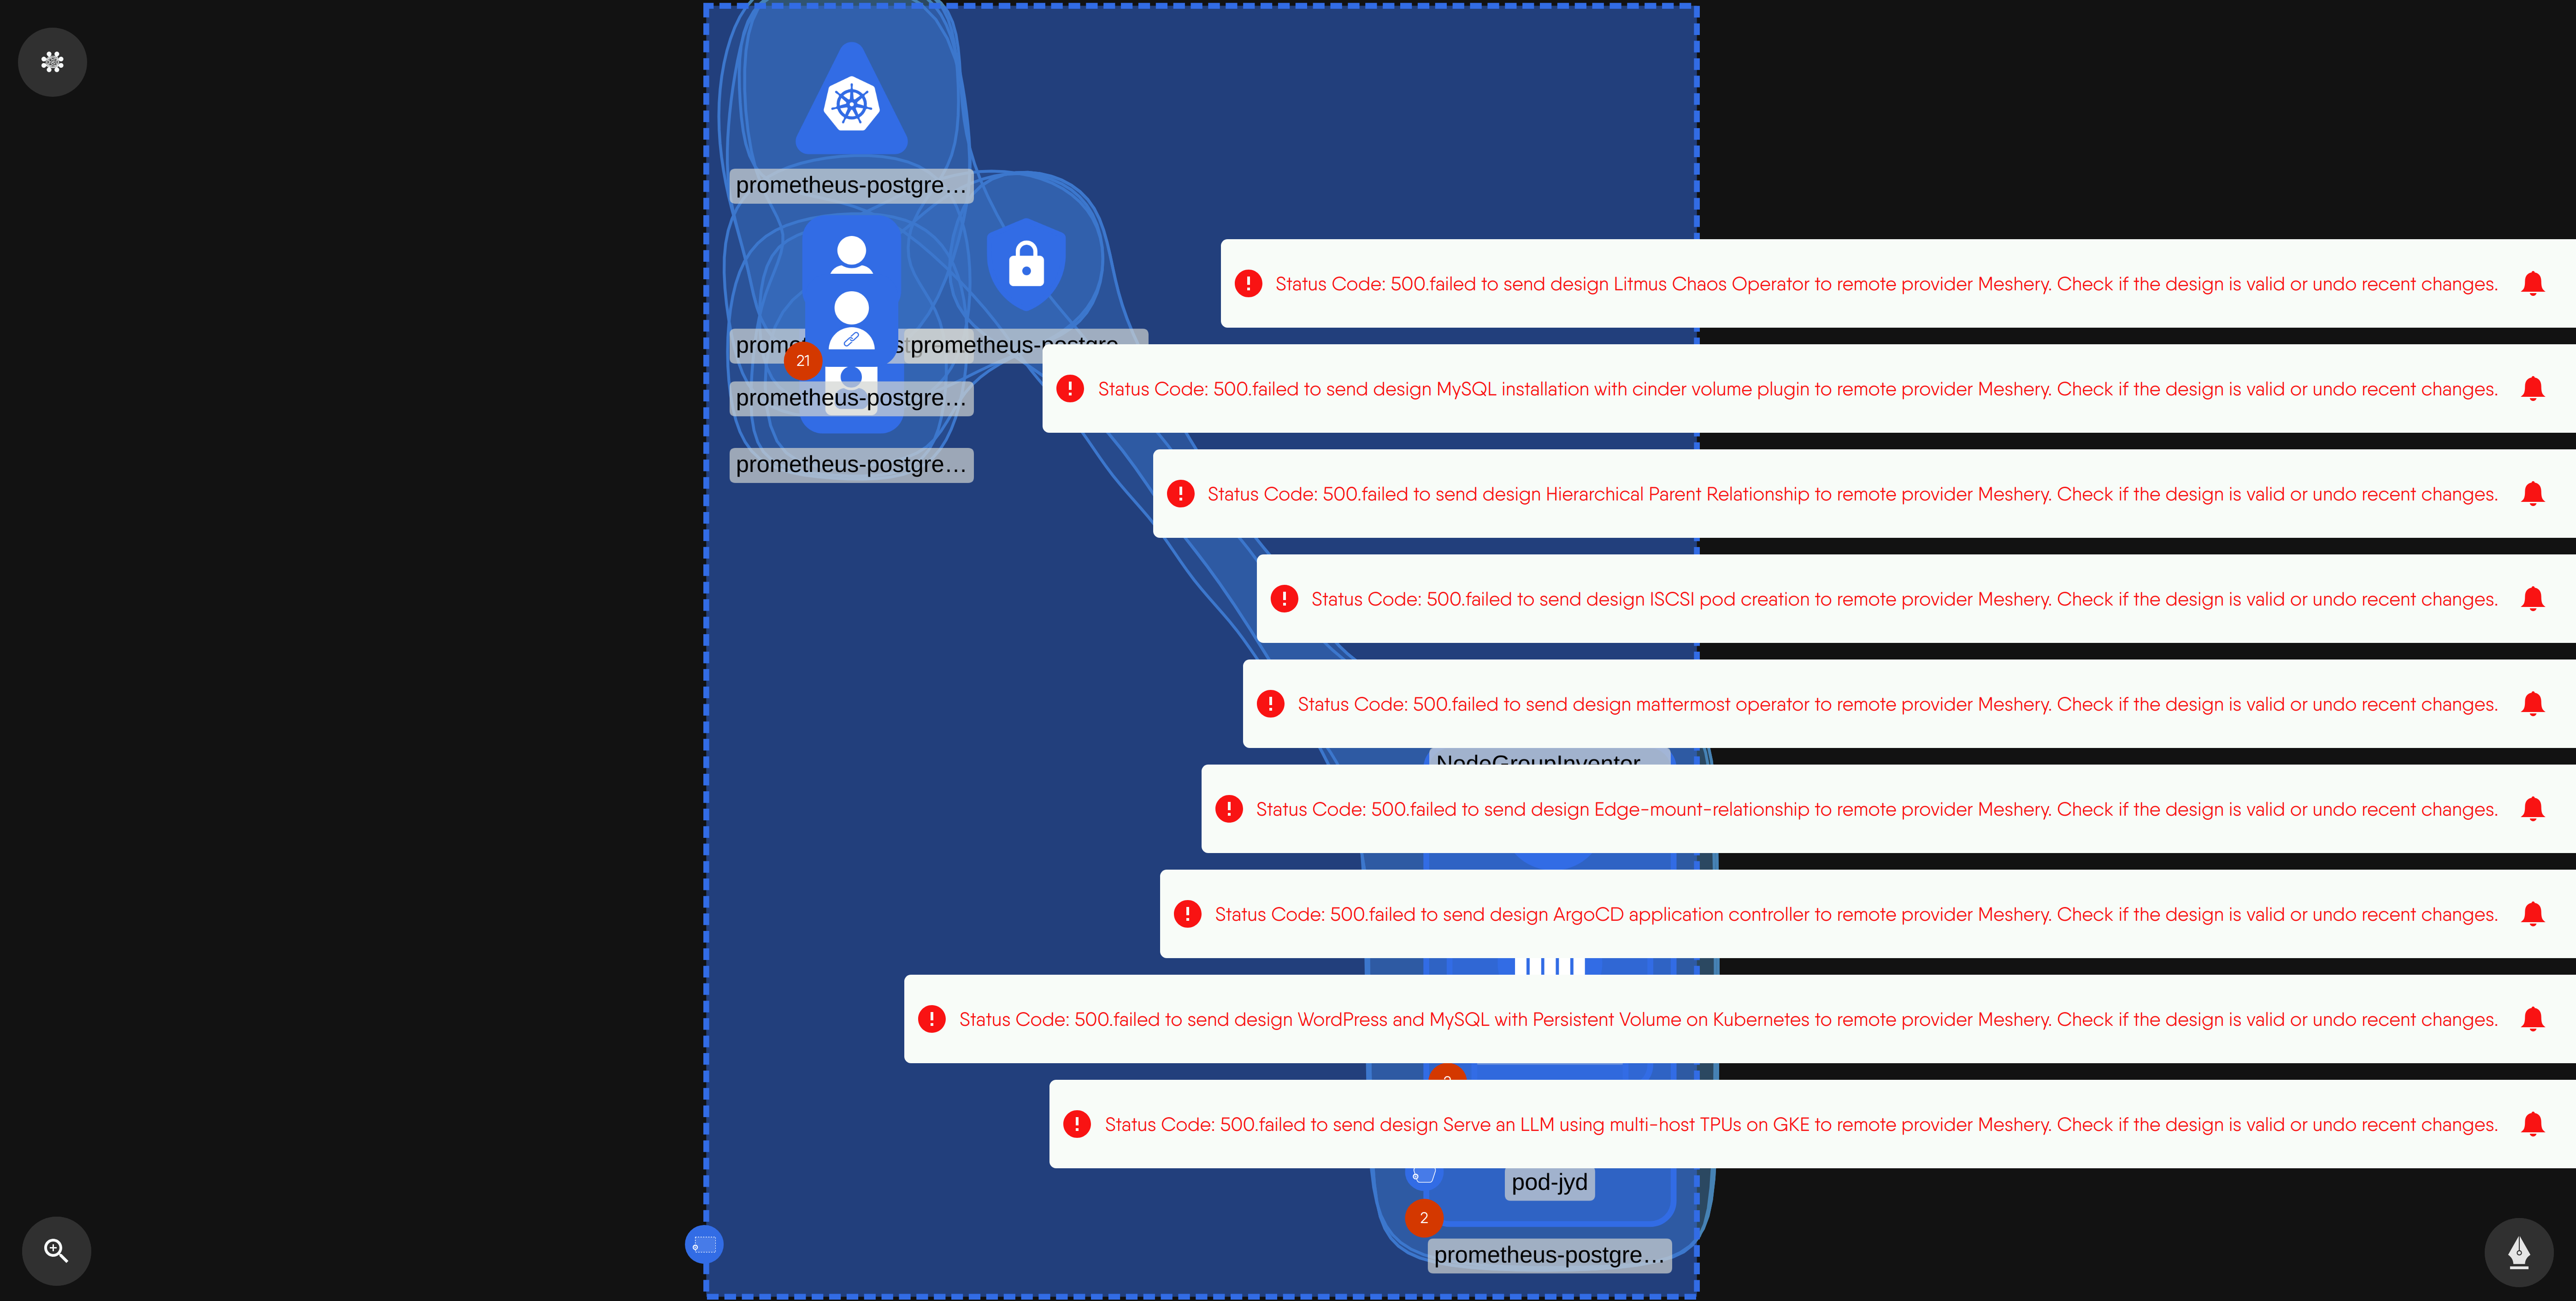 prometheus-postgre…
prometheus-postgre…
21
prometheus-postgre…
prometheus-postgre…
Status Code: 500.failed to send design Litmus Chaos Operator to remote provider Meshery. Check if the design is valid or undo recent changes.
Status Code: 500.failed to send design MySQL installation with cinder volume plugin to remote provider Meshery. Check if the design is valid or undo recent changes.
Status Code: 500.failed to send design Hierarchical Parent Relationship to remote provider Meshery. Check if the design is valid or undo recent changes.
Status Code: 500.failed to send design ISCSI pod creation to remote provider Meshery. Check if the design is valid or undo recent changes.
Status Code: 500.failed to send design mattermost operator to remote provider Meshery. Check if the design is valid or undo recent changes.
NodeGroupInventor
Status Code: 500.failed to send design Edge-mount-relationship to remote provider Meshery. Check if the design is valid or undo recent changes.
Status Code: 500.failed to send design ArgoCD application controller to remote provider Meshery. Check if the design is valid or undo recent changes.
Status Code: 500.failed to send design WordPress and MySQL with Persistent Volume on Kubernetes to remote provider Meshery. Check if the design is valid or undo recent changes.
Status Code: 500.failed to send design Serve an LLM using multi-host TPUs on GKE to remote provider Meshery. Check if the design is valid or undo recent changes.
pod-jyd
2
prometheus-postgre…